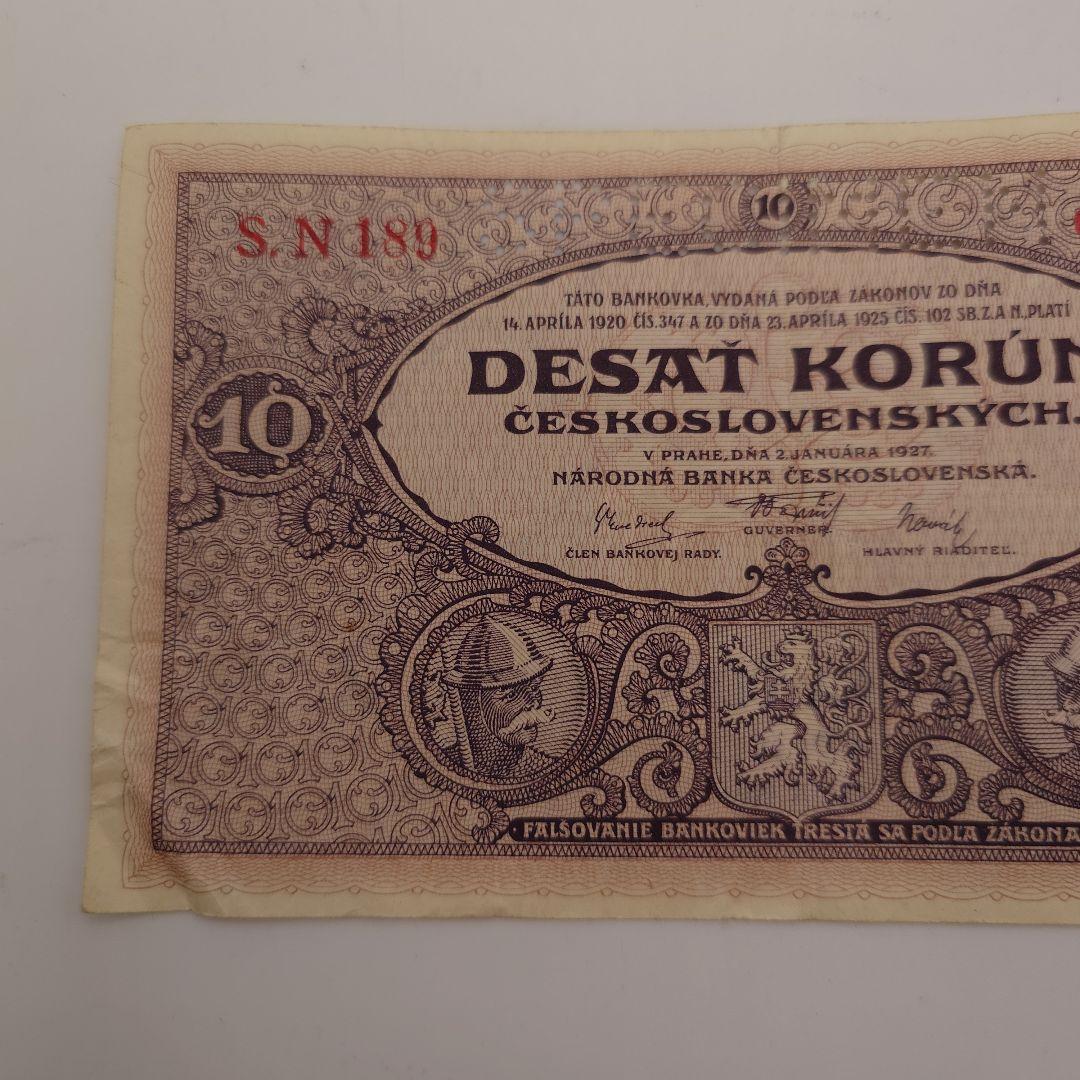 S. N 189
10
TÁTO BANKOVKA, VYDANÁ PODĽA ZÁKONOV ZO DŇA
14. APRÍLA 1920 ČÍS. 347 A ZO DŇA 23. APRÍLA 1925 ČÍS. 102 SB. Z. A N. PLATÍ
DESAŤ KORÚN
10
ČESKOSLOVENSKÝCH.
V PRAHE, DŇA 2. JANUÁRA 1927.
NÁRODNÁ BANKA ČESKOSLOVENSKÁ.
GUVERNÉR.
ČLEN BANKOVEJ RADY. HLAVNÝ RIADITEĽ.
FALŠOVANIE BANKOVIEK TRESTÁ SA PODĽA ZÁKONA